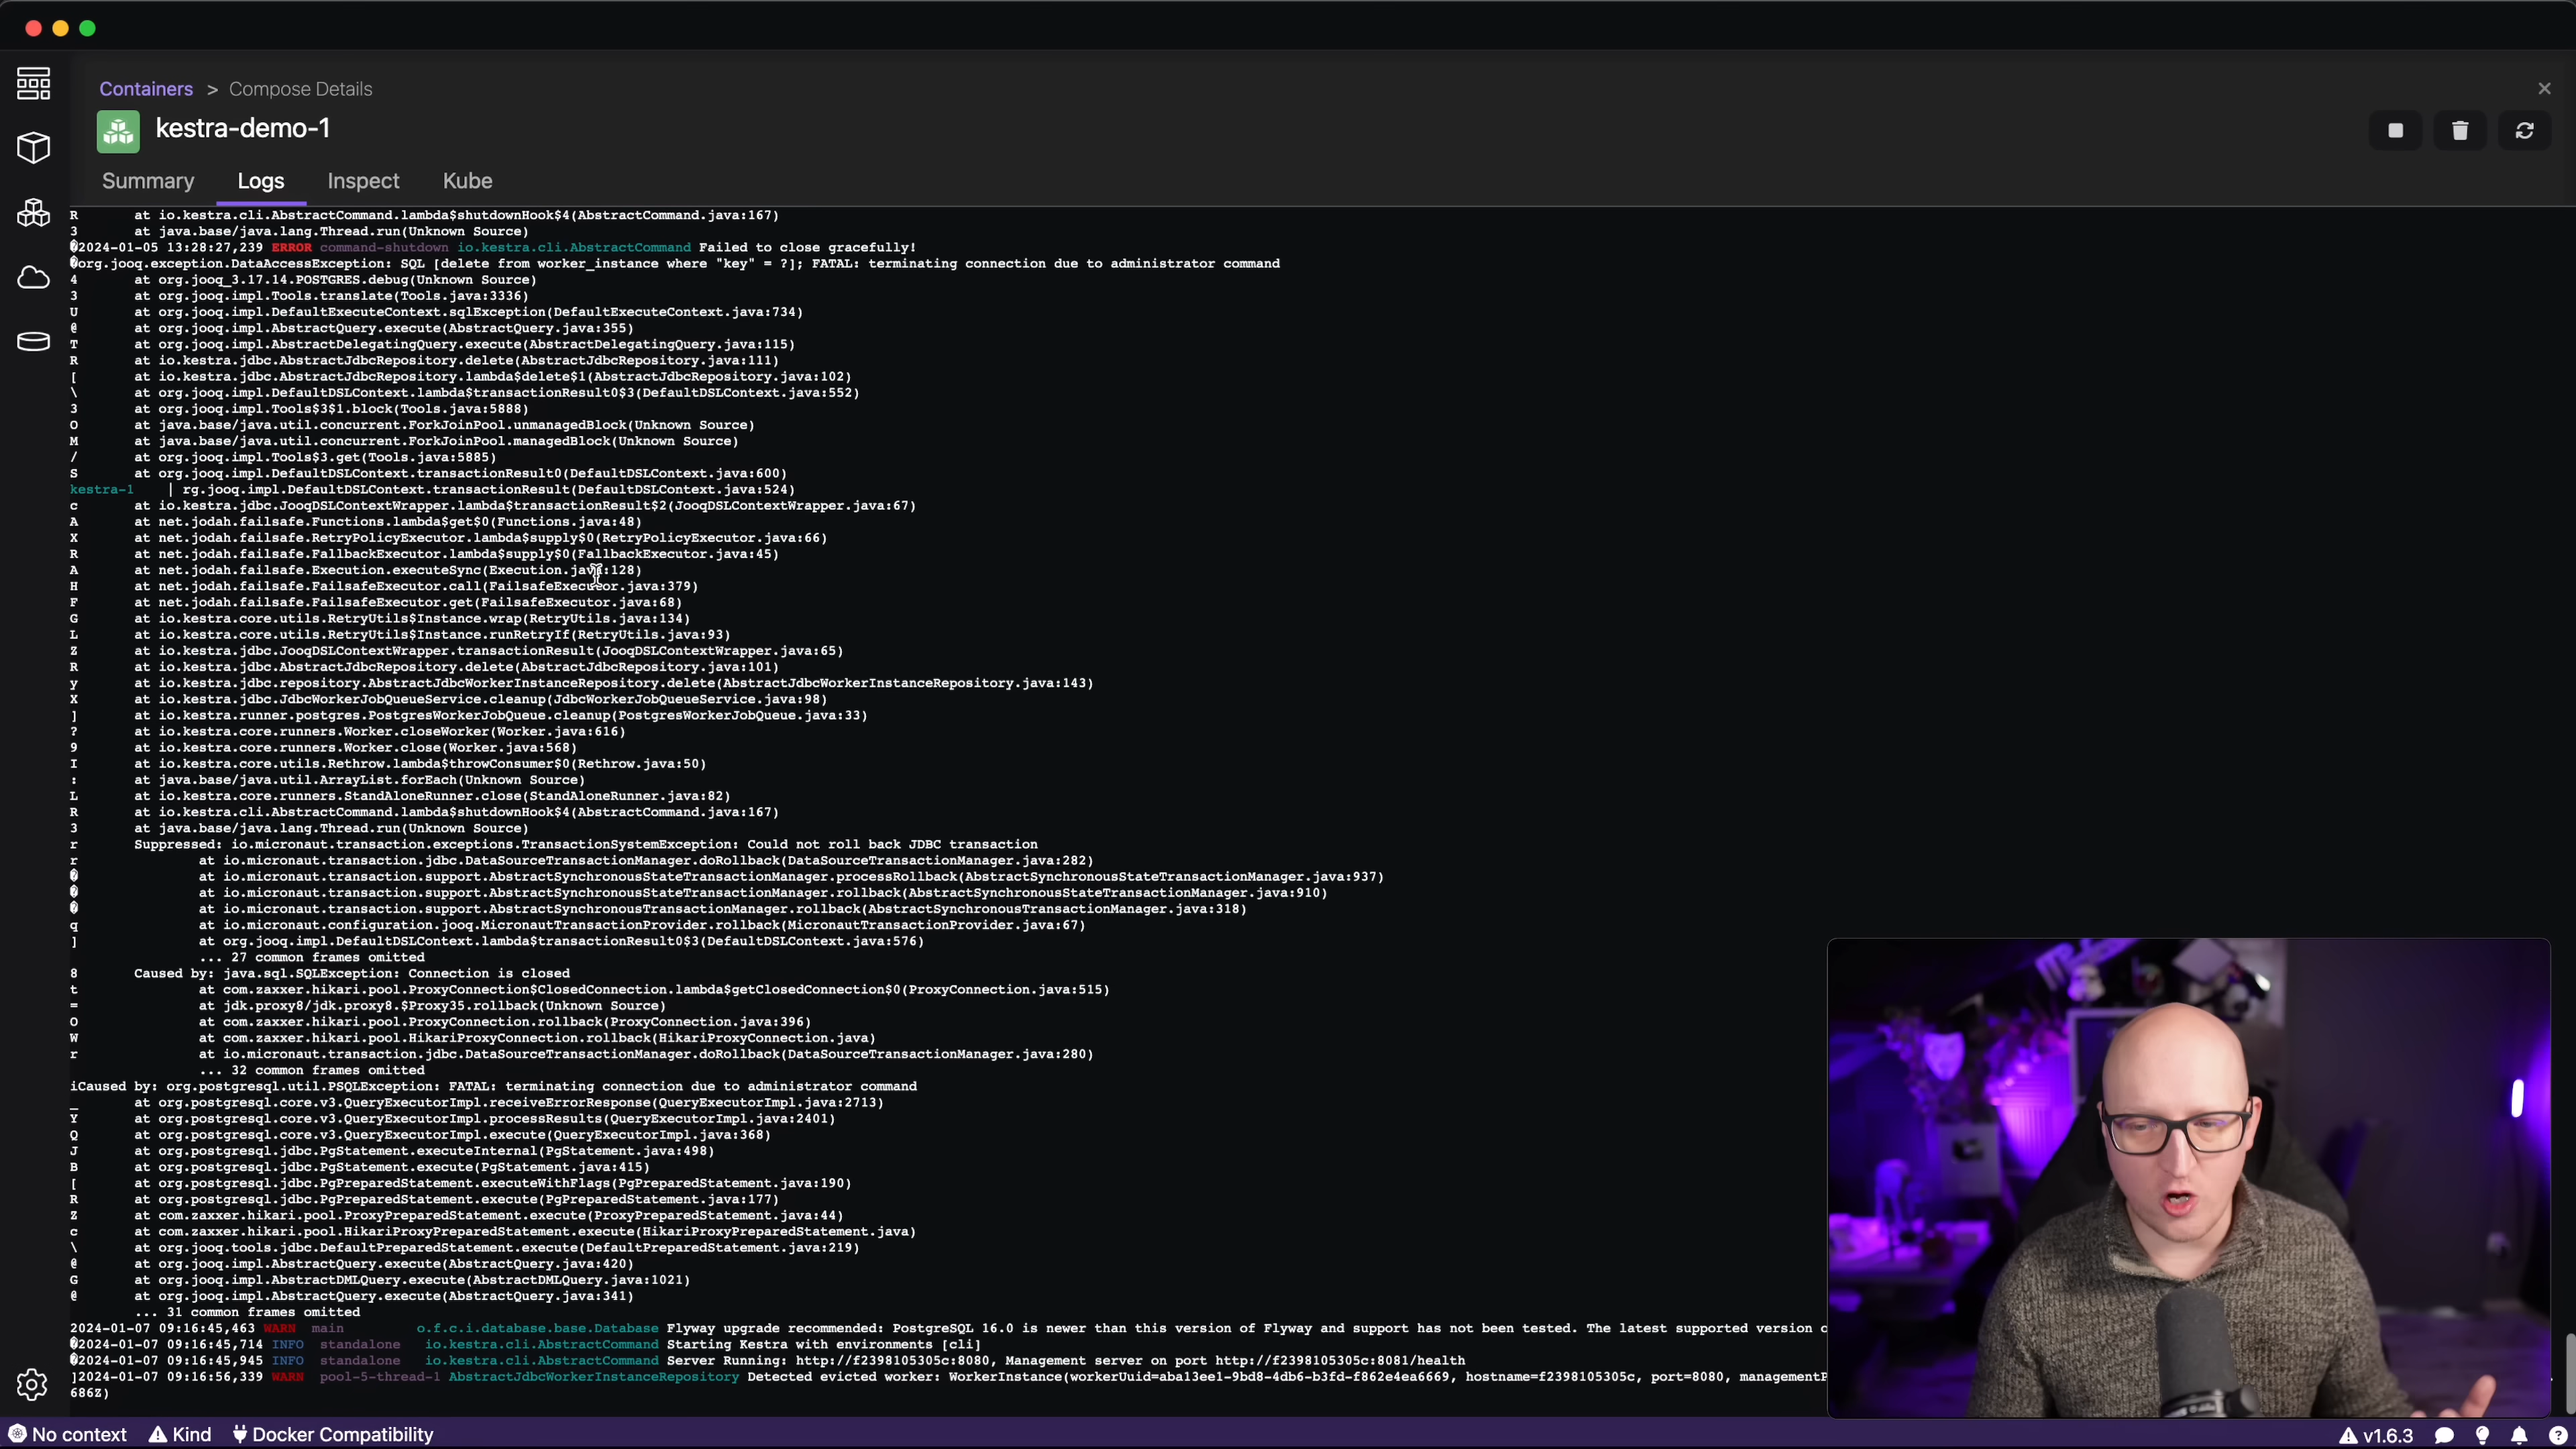 Containers > Compose Details
kestra-demo-1
Summary Logs Inspect Kube
R at io.kestra.cli.AbstractCommand.lambda$shutdownHook$4(AbstractCommand.java:167)
3 at java.base/java.lang.Thread.run(Unknown Source)
�2024-01-05 13:28:27,239 ERROR command-shutdown io.kestra.cli.AbstractCommand Failed to close gracefully!
�org.jooq.exception.DataAccessException: SQL [delete from worker_instance where "key" = ?]; FATAL: terminating connection due to administrator command
4 at org.jooq_3.17.14.POSTGRES.debug(Unknown Source)
3 at org.jooq.impl.Tools.translate(Tools.java:3336)
U at org.jooq.impl.DefaultExecuteContext.sqlException(DefaultExecuteContext.java:734)
@ at org.jooq.impl.AbstractQuery.execute(AbstractQuery.java:355)
T at org.jooq.impl.AbstractDelegatingQuery.execute(AbstractDelegatingQuery.java:115)
R at io.kestra.jdbc.AbstractJdbcRepository.delete(AbstractJdbcRepository.java:111)
[ at io.kestra.jdbc.AbstractJdbcRepository.lambda$delete$1(AbstractJdbcRepository.java:102)
\ at org.jooq.impl.DefaultDSLContext.lambda$transactionResult0$3(DefaultDSLContext.java:552)
3 at org.jooq.impl.Tools$3$1.block(Tools.java:5888)
O at java.base/java.util.concurrent.ForkJoinPool.unmanagedBlock(Unknown Source)
M at java.base/java.util.concurrent.ForkJoinPool.managedBlock(Unknown Source)
/ at org.jooq.impl.Tools$3.get(Tools.java:5885)
S at org.jooq.impl.DefaultDSLContext.transactionResult0(DefaultDSLContext.java:600)
kestra-1 | rg.jooq.impl.DefaultDSLContext.transactionResult(DefaultDSLContext.java:524)
c at io.kestra.jdbc.JooqDSLContextWrapper.lambda$transactionResult$2(JooqDSLContextWrapper.java:67)
A at net.jodah.failsafe.Functions.lambda$get$0(Functions.java:48)
X at net.jodah.failsafe.RetryPolicyExecutor.lambda$supply$0(RetryPolicyExecutor.java:66)
R at net.jodah.failsafe.FallbackExecutor.lambda$supply$0(FallbackExecutor.java:45)
A at net.jodah.failsafe.Execution.executeSync(Execution.java:128)
H at net.jodah.failsafe.FailsafeExecutor.call(FailsafeExecutor.java:379)
F at net.jodah.failsafe.FailsafeExecutor.get(FailsafeExecutor.java:68)
G at io.kestra.core.utils.RetryUtils$Instance.wrap(RetryUtils.java:134)
L at io.kestra.core.utils.RetryUtils$Instance.runRetryIf(RetryUtils.java:93)
Z at io.kestra.jdbc.JooqDSLContextWrapper.transactionResult(JooqDSLContextWrapper.java:65)
R at io.kestra.jdbc.AbstractJdbcRepository.delete(AbstractJdbcRepository.java:101)
y at io.kestra.jdbc.repository.AbstractJdbcWorkerInstanceRepository.delete(AbstractJdbcWorkerInstanceRepository.java:143)
X at io.kestra.jdbc.JdbcWorkerJobQueueService.cleanup(JdbcWorkerJobQueueService.java:98)
] at io.kestra.runner.postgres.PostgresWorkerJobQueue.cleanup(PostgresWorkerJobQueue.java:33)
? at io.kestra.core.runners.Worker.closeWorker(Worker.java:616)
9 at io.kestra.core.runners.Worker.close(Worker.java:568)
I at io.kestra.core.utils.Rethrow.lambda$throwConsumer$0(Rethrow.java:50)
: at java.base/java.util.ArrayList.forEach(Unknown Source)
L at io.kestra.core.runners.StandAloneRunner.close(StandAloneRunner.java:82)
R at io.kestra.cli.AbstractCommand.lambda$shutdownHook$4(AbstractCommand.java:167)
3 at java.base/java.lang.Thread.run(Unknown Source)
r Suppressed: io.micronaut.transaction.exceptions.TransactionSystemException: Could not roll back JDBC transaction
r at io.micronaut.transaction.jdbc.DataSourceTransactionManager.doRollback(DataSourceTransactionManager.java:282)
� at io.micronaut.transaction.support.AbstractSynchronousStateTransactionManager.processRollback(AbstractSynchronousStateTransactionManager.java:937)
� at io.micronaut.transaction.support.AbstractSynchronousStateTransactionManager.rollback(AbstractSynchronousStateTransactionManager.java:910)
� at io.micronaut.transaction.support.AbstractSynchronousTransactionManager.rollback(AbstractSynchronousTransactionManager.java:318)
q at io.micronaut.configuration.jooq.MicronautTransactionProvider.rollback(MicronautTransactionProvider.java:67)
] at org.jooq.impl.DefaultDSLContext.lambda$transactionResult0$3(DefaultDSLContext.java:576)
... 27 common frames omitted
8 Caused by: java.sql.SQLException: Connection is closed
t at com.zaxxer.hikari.pool.ProxyConnection$ClosedConnection.lambda$getClosedConnection$0(ProxyConnection.java:515)
= at jdk.proxy8/jdk.proxy8.$Proxy35.rollback(Unknown Source)
O at com.zaxxer.hikari.pool.ProxyConnection.rollback(ProxyConnection.java:396)
W at com.zaxxer.hikari.pool.HikariProxyConnection.rollback(HikariProxyConnection.java)
r at io.micronaut.transaction.jdbc.DataSourceTransactionManager.doRollback(DataSourceTransactionManager.java:280)
... 32 common frames omitted
iCaused by: org.postgresql.util.PSQLException: FATAL: terminating connection due to administrator command
_ at org.postgresql.core.v3.QueryExecutorImpl.receiveErrorResponse(QueryExecutorImpl.java:2713)
Y at org.postgresql.core.v3.QueryExecutorImpl.processResults(QueryExecutorImpl.java:2401)
Q at org.postgresql.core.v3.QueryExecutorImpl.execute(QueryExecutorImpl.java:368)
J at org.postgresql.jdbc.PgStatement.executeInternal(PgStatement.java:498)
B at org.postgresql.jdbc.PgStatement.execute(PgStatement.java:415)
[ at org.postgresql.jdbc.PgPreparedStatement.executeWithFlags(PgPreparedStatement.java:190)
R at org.postgresql.jdbc.PgPreparedStatement.execute(PgPreparedStatement.java:177)
Z at com.zaxxer.hikari.pool.ProxyPreparedStatement.execute(ProxyPreparedStatement.java:44)
c at com.zaxxer.hikari.pool.HikariProxyPreparedStatement.execute(HikariProxyPreparedStatement.java)
\ at org.jooq.tools.jdbc.DefaultPreparedStatement.execute(DefaultPreparedStatement.java:219)
@ at org.jooq.impl.AbstractQuery.execute(AbstractQuery.java:420)
G at org.jooq.impl.AbstractDMLQuery.execute(AbstractDMLQuery.java:1021)
@ at org.jooq.impl.AbstractQuery.execute(AbstractQuery.java:341)
... 31 common frames omitted
2024-01-07 09:16:45,463 WARN main o.f.c.i.database.base.Database Flyway upgrade recommended: PostgreSQL 16.0 is newer than this version of Flyway and support has not been tested. The latest supported version
�2024-01-07 09:16:45,714 INFO standalone io.kestra.cli.AbstractCommand Starting Kestra with environments [cli]
�2024-01-07 09:16:45,945 INFO standalone io.kestra.cli.AbstractCommand Server Running: http://f2398105305c:8080, Management server on port http://f2398105305c:8081/health
]2024-01-07 09:16:56,339 WARN pool-5-thread-1 AbstractJdbcWorkerInstanceRepository Detected evicted worker: WorkerInstance(workerUuid=aba13ee1-9bd8-4db6-b3fd-f862e4ea6669, hostname=f2398105305c, port=8080,
686Z)
No context Kind Docker Compatibility v1.6.3